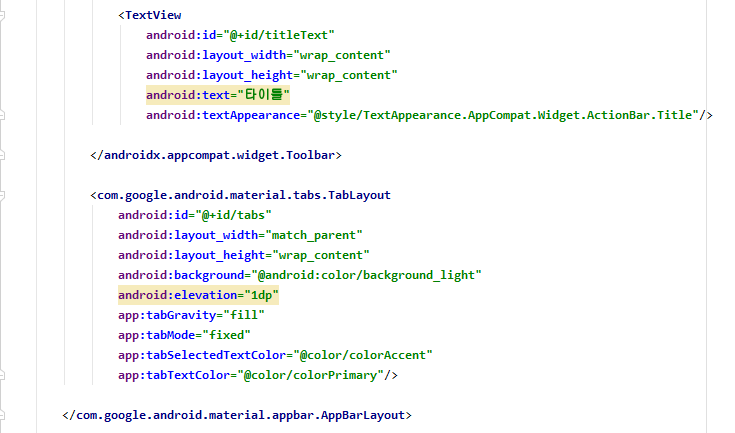 <TextView
android:id="@+id/titleText"
android:layout_width="wrap_content"
android:layout_height="wrap_content"
android:text="타이틀"
android:textAppearance="@style/TextAppearance.AppCompat.Widget.ActionBar.Title"/>
</androidx.appcompat.widget.Toolbar>
<com.google.android.material.tabs.TabLayout
android:id="@+id/tabs"
android:layout_width="match_parent"
android:layout_height="wrap_content"
android:background="@android:color/background_light"
android:elevation="1dp"
app:tabGravity="fill"
app:tabMode="fixed"
app:tabSelectedTextColor="@color/colorAccent"
app:tabTextColor="@color/colorPrimary"/>
</com.google.android.material.appbar.AppBarLayout>